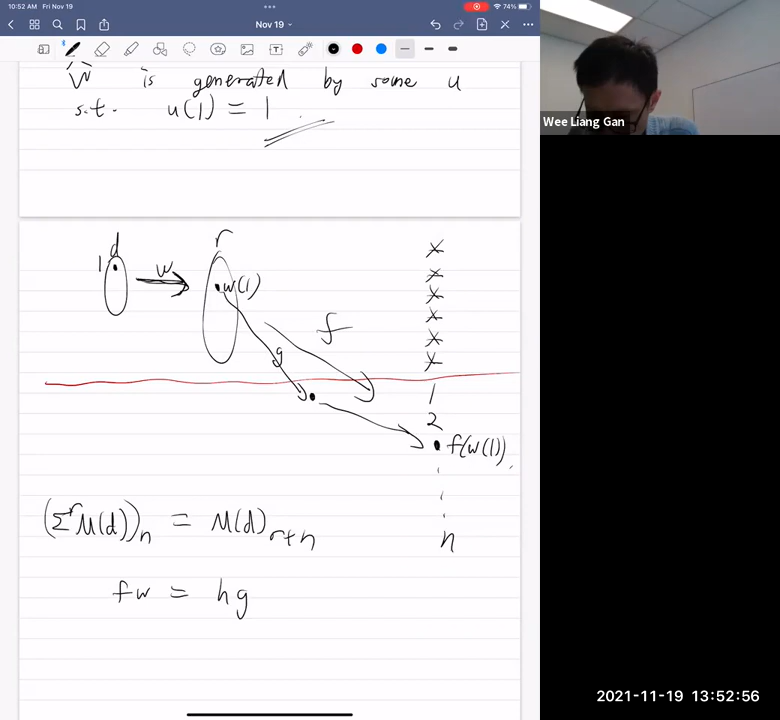 10:52 AM Fri Nov 19
74%
Nov 19
W is generated by some u
s.t. u(1) = 1
d
1
w
r
w(1)
f
g
1
2
f(w(1))
n
(Σ^r M(d))_n = M(d)_{r+n}
fw = hg
Wee Liang Gan
2021-11-19 13:52:56